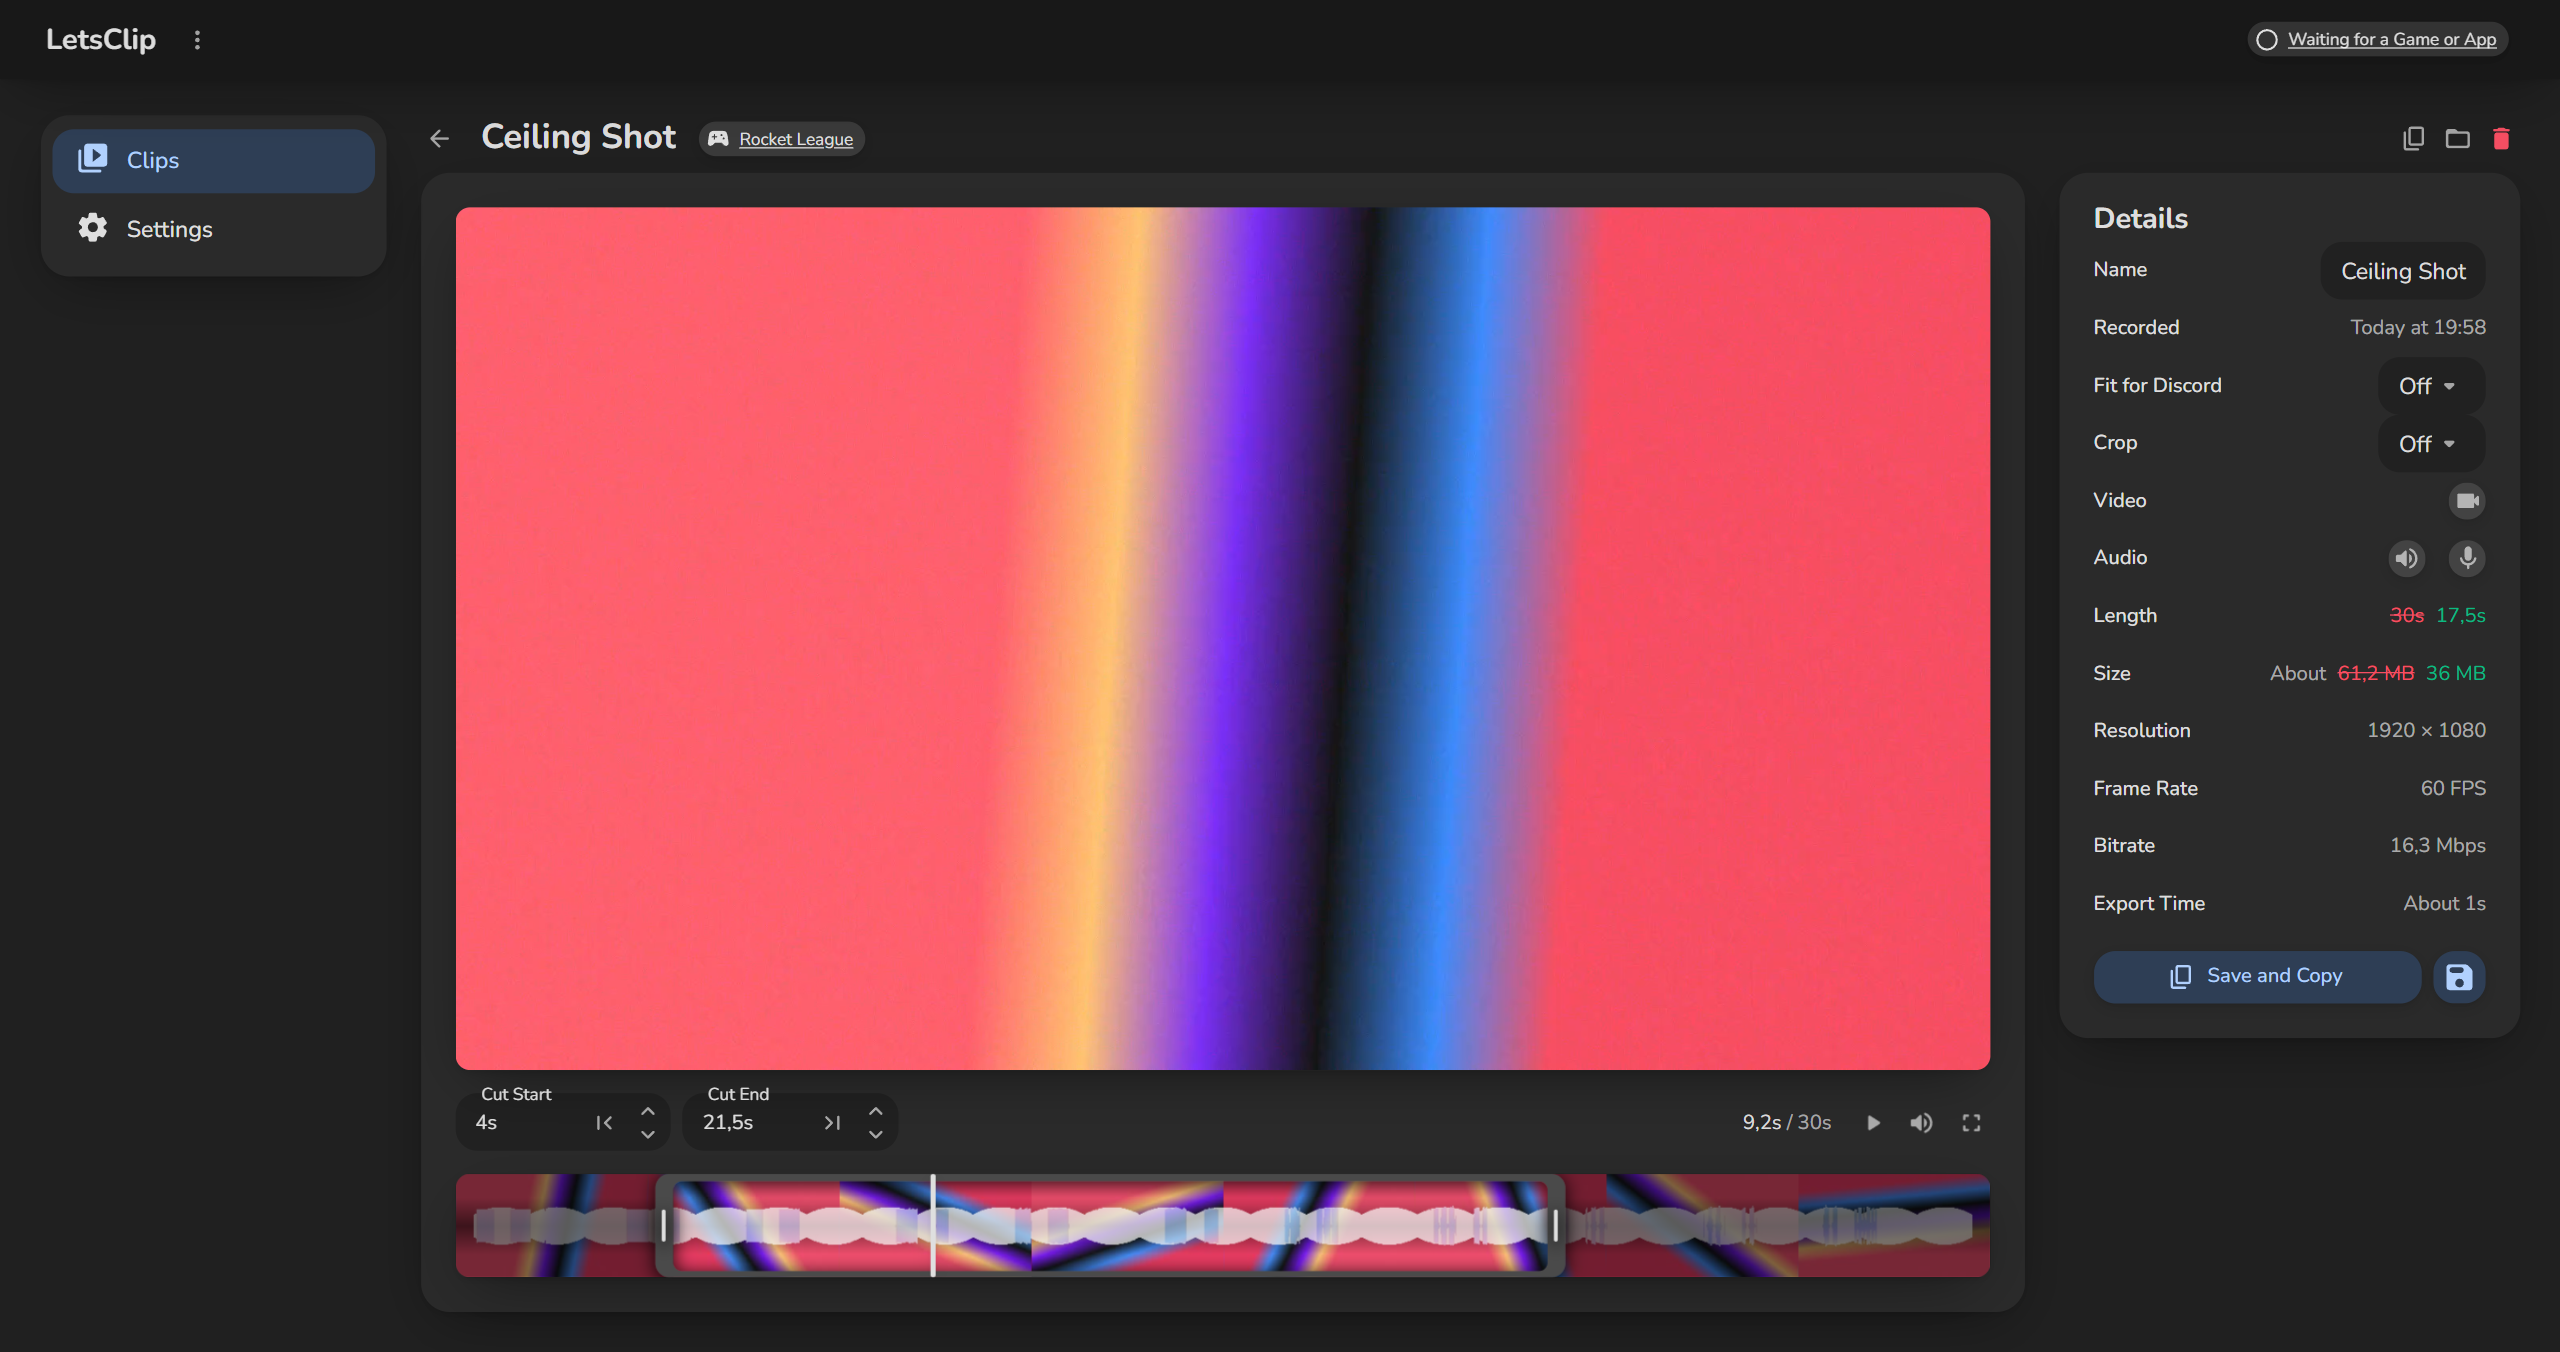 LetsClip
Waiting for a Game or App
Clips
Settings
Ceiling Shot
Rocket League
Details
Name
Ceiling Shot
Recorded
Today at 19:58
Fit for Discord
Off
Crop
Off
Video
Audio
Length
30s 17,5s
Size
About 61,2 MB 36 MB
Resolution
1920 × 1080
Frame Rate
60 FPS
Bitrate
16,3 Mbps
Export Time
About 1s
Save and Copy
Cut Start
4s
Cut End
21,5s
9,2s / 30s